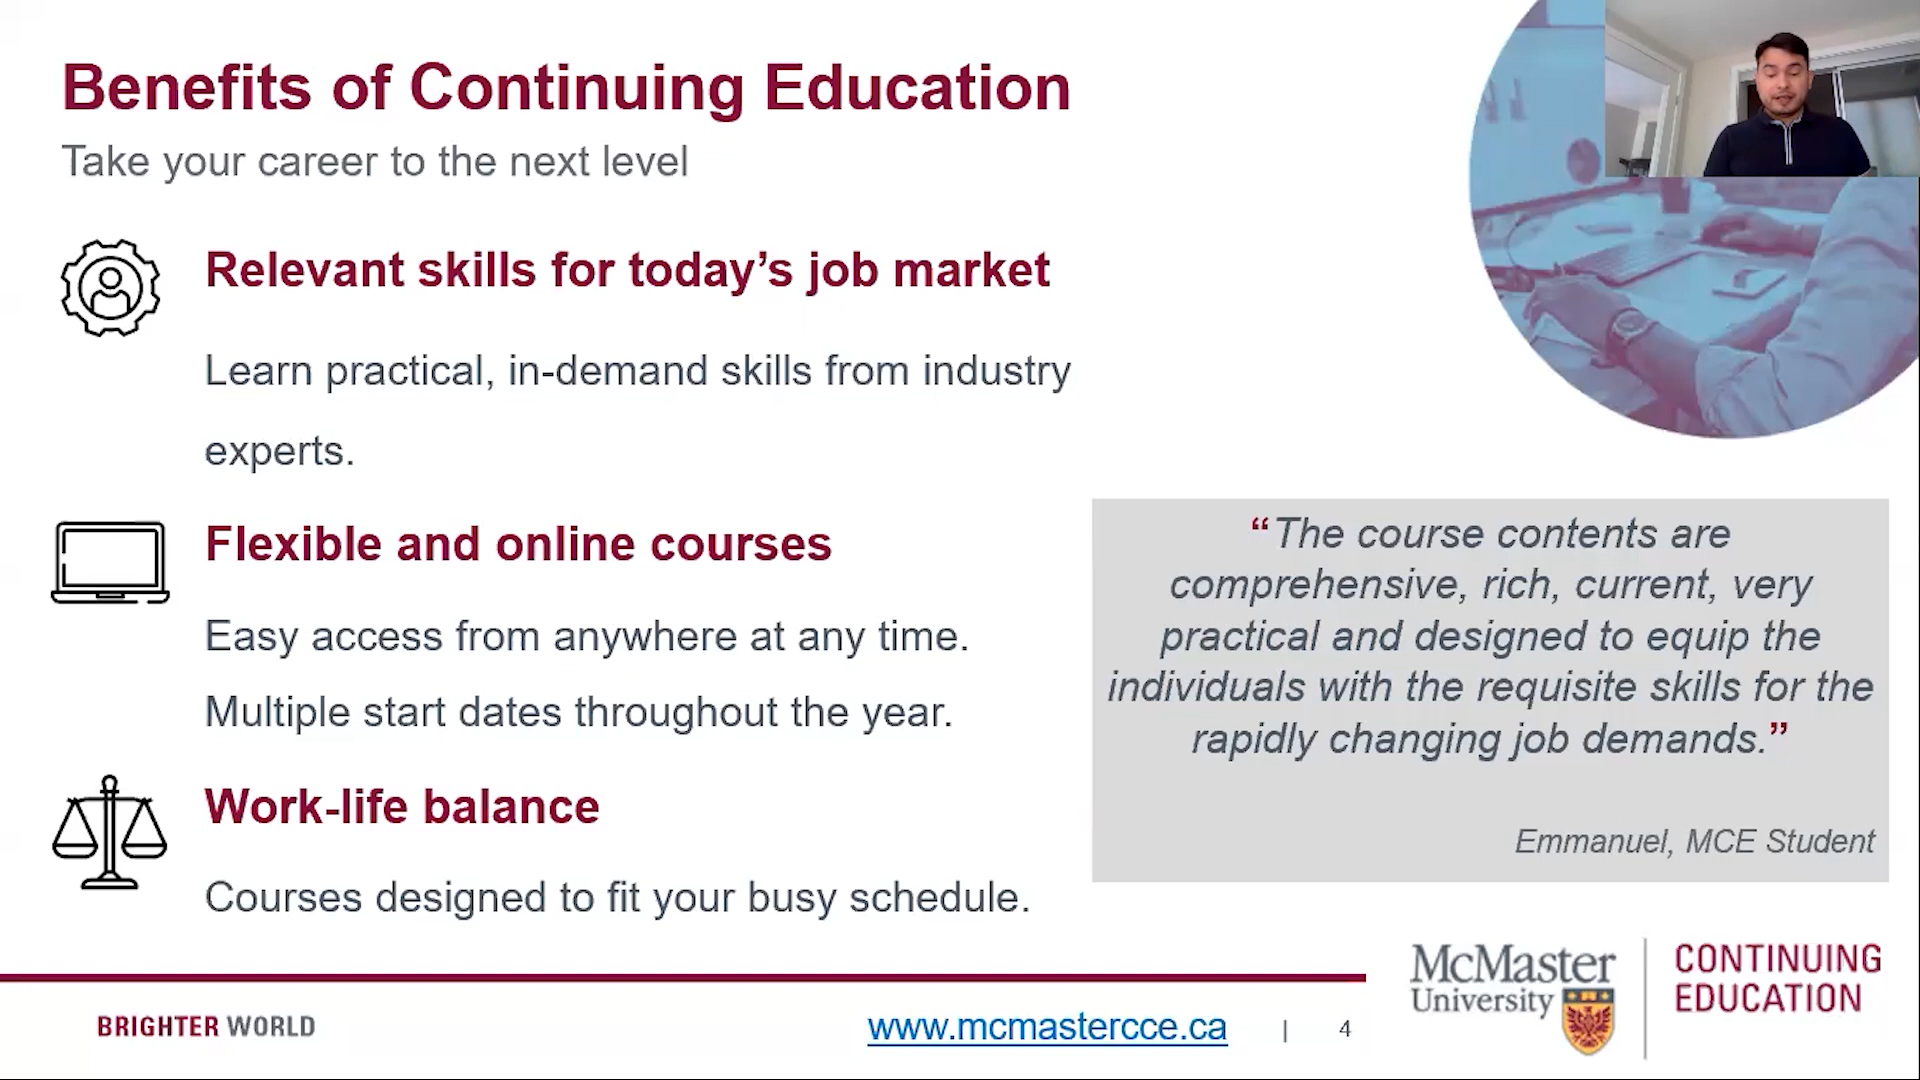 Benefits of Continuing Education
Take your career to the next level
Relevant skills for today’s job market
Learn practical, in-demand skills from industry
experts.
Flexible and online courses
Easy access from anywhere at any time.
Multiple start dates throughout the year.
Work-life balance
Courses designed to fit your busy schedule.
“The course contents are
comprehensive, rich, current, very
practical and designed to equip the
individuals with the requisite skills for the
rapidly changing job demands.”
Emmanuel, MCE Student
BRIGHTER WORLD
www.mcmastercce.ca | 4
McMaster
University
CONTINUING
EDUCATION